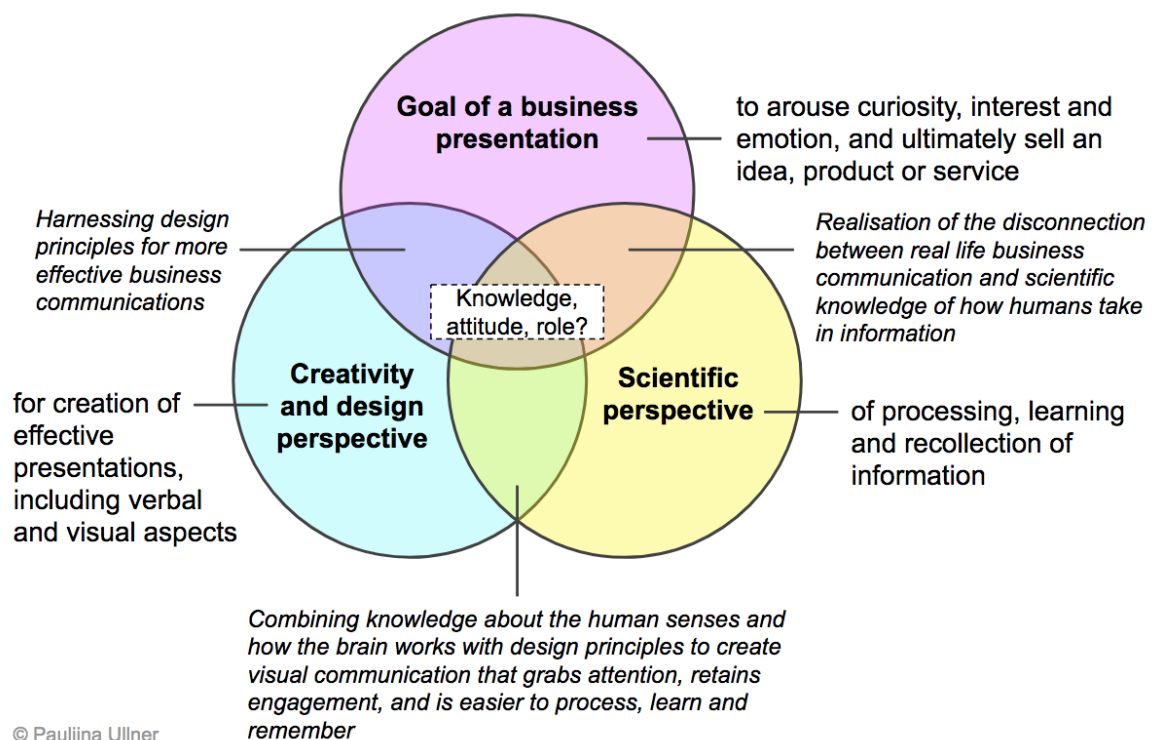 Goal of a business
presentation
to arouse curiosity, interest and
emotion, and ultimately sell an
idea, product or service
Harnessing design
principles for more
effective business
communications
Realisation of the disconnection
between real life business
communication and scientific
knowledge of how humans take
in information
Knowledge,
attitude, role?
Creativity
and design
perspective
Scientific
perspective
for creation of
effective
presentations,
including verbal
and visual aspects
of processing, learning
and recollection of
information
Combining knowledge about the human senses and
how the brain works with design principles to create
visual communication that grabs attention, retains
engagement, and is easier to process, learn and
remember
© Pauliina Ullner